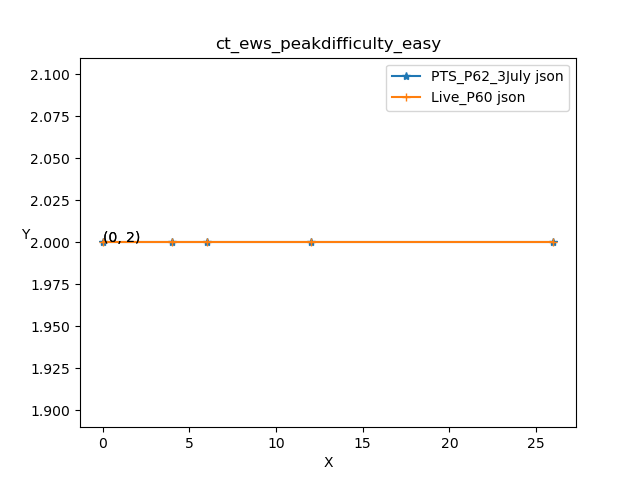 ct_ews_peakdifficulty_easy
PTS_P62_3July json
Live_P60 json
2.100
2.075
2.050
2.025
2.000
1.975
1.950
1.925
1.900
Y
(0, 2)
0 5 10 15 20 25
X